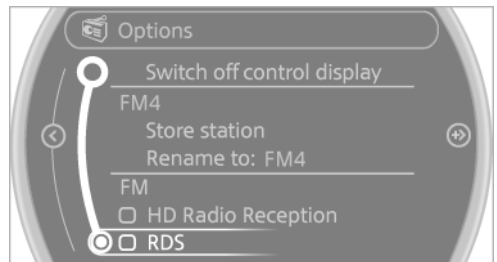 Options
Switch off control display
FM4
Store station
Rename to: FM4
FM
HD Radio Reception
RDS